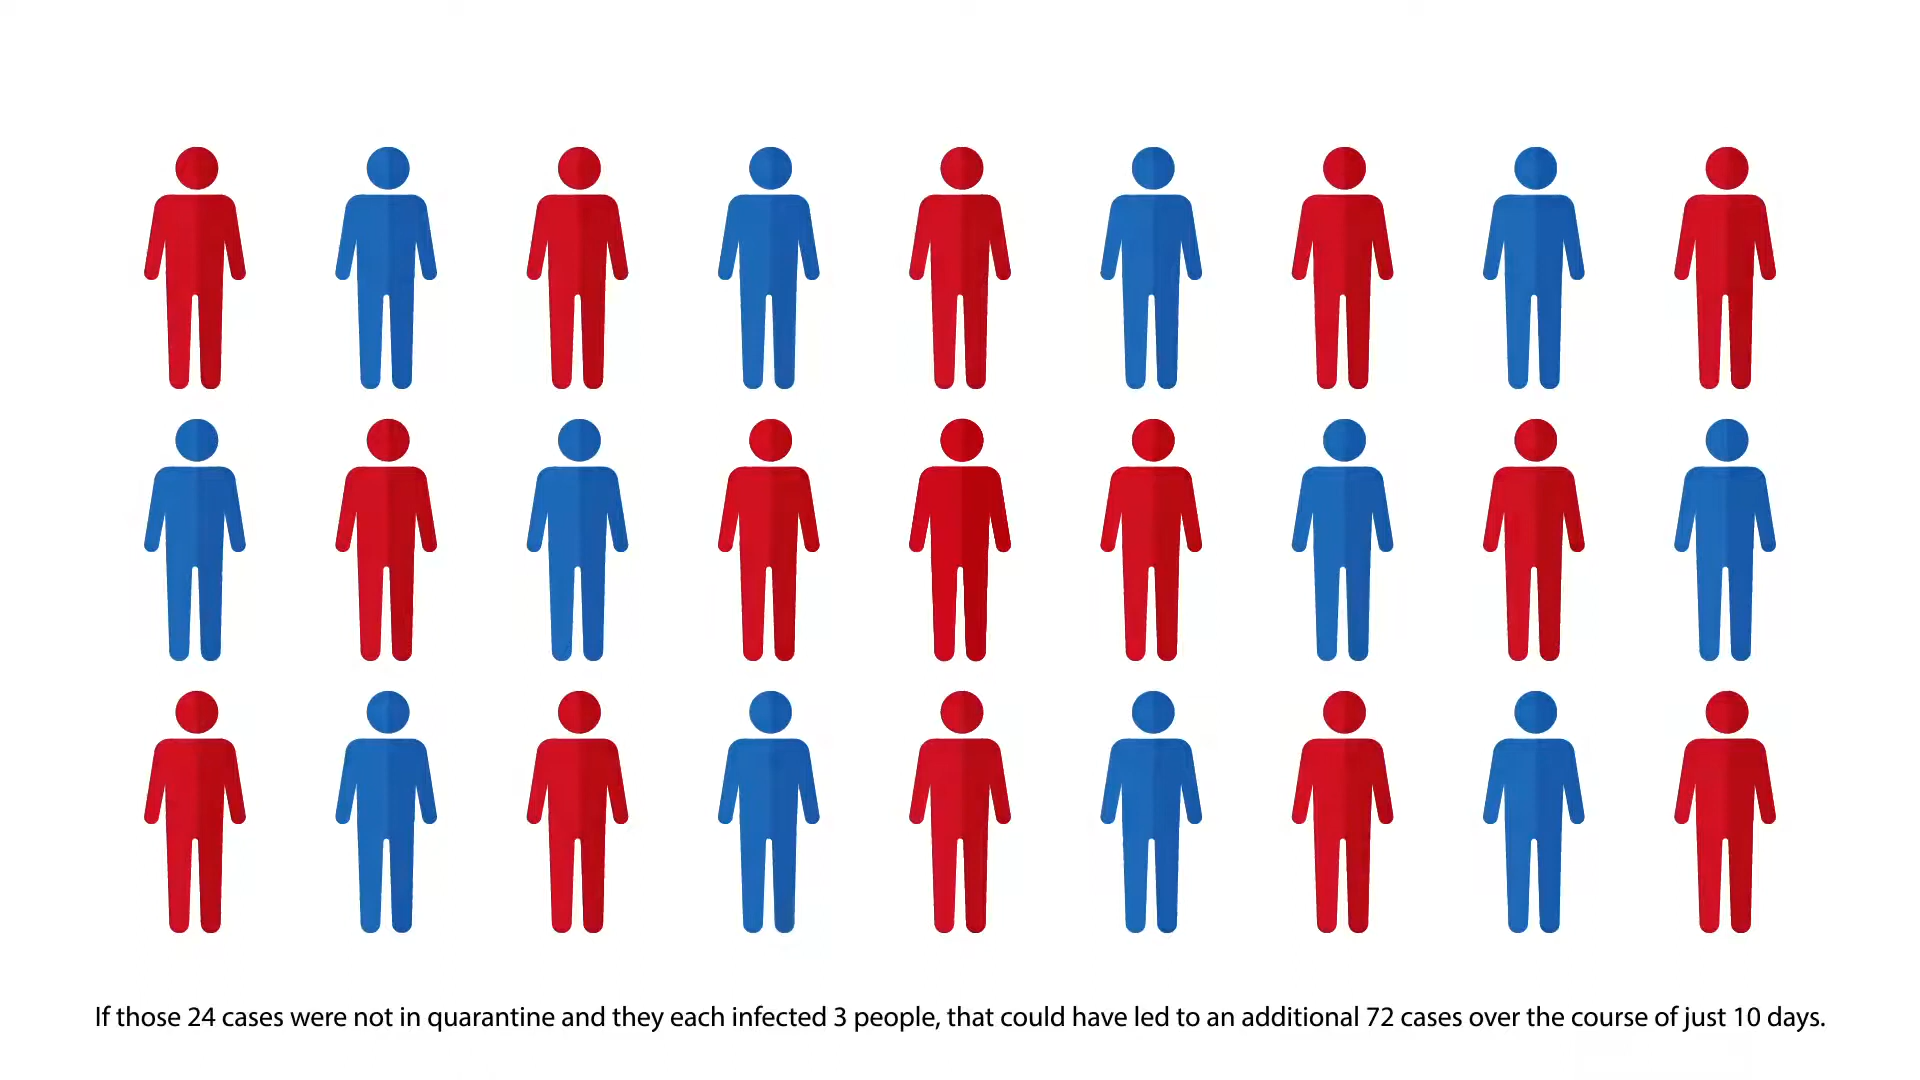 If those 24 cases were not in quarantine and they each infected 3 people, that could have led to an additional 72 cases over the course of just 10 days.